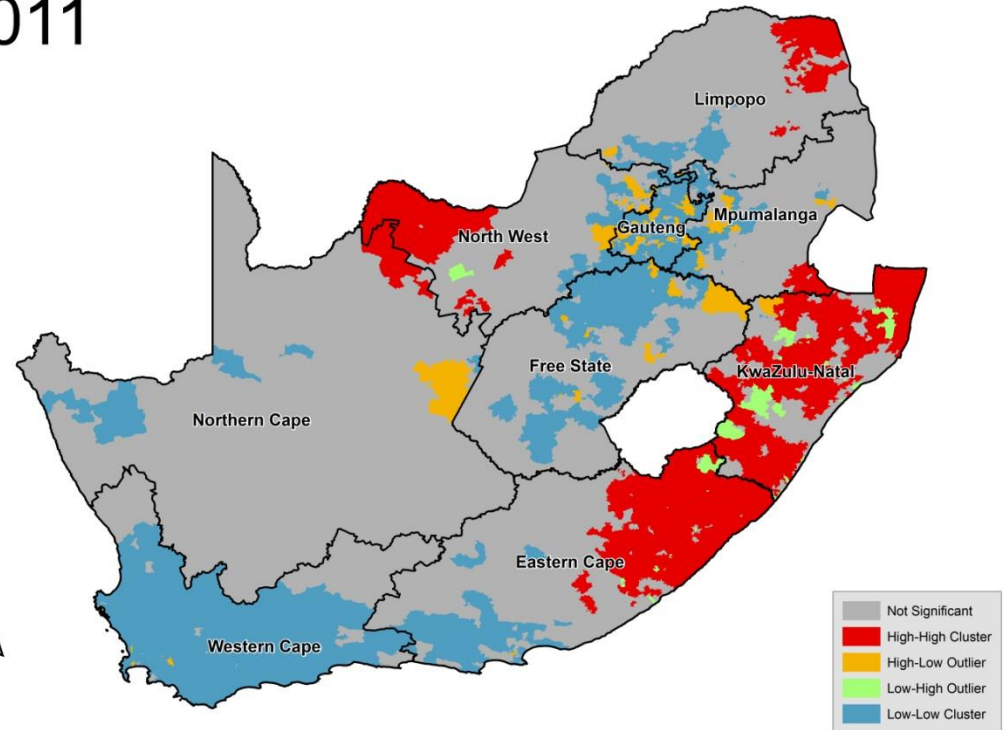 011
Limpopo
Mpumalanga
Gauteng
North West
Free State
KwaZulu-Natal
Northern Cape
Eastern Cape
Western Cape
Not Significant
High-High Cluster
High-Low Outlier
Low-High Outlier
Low-Low Cluster